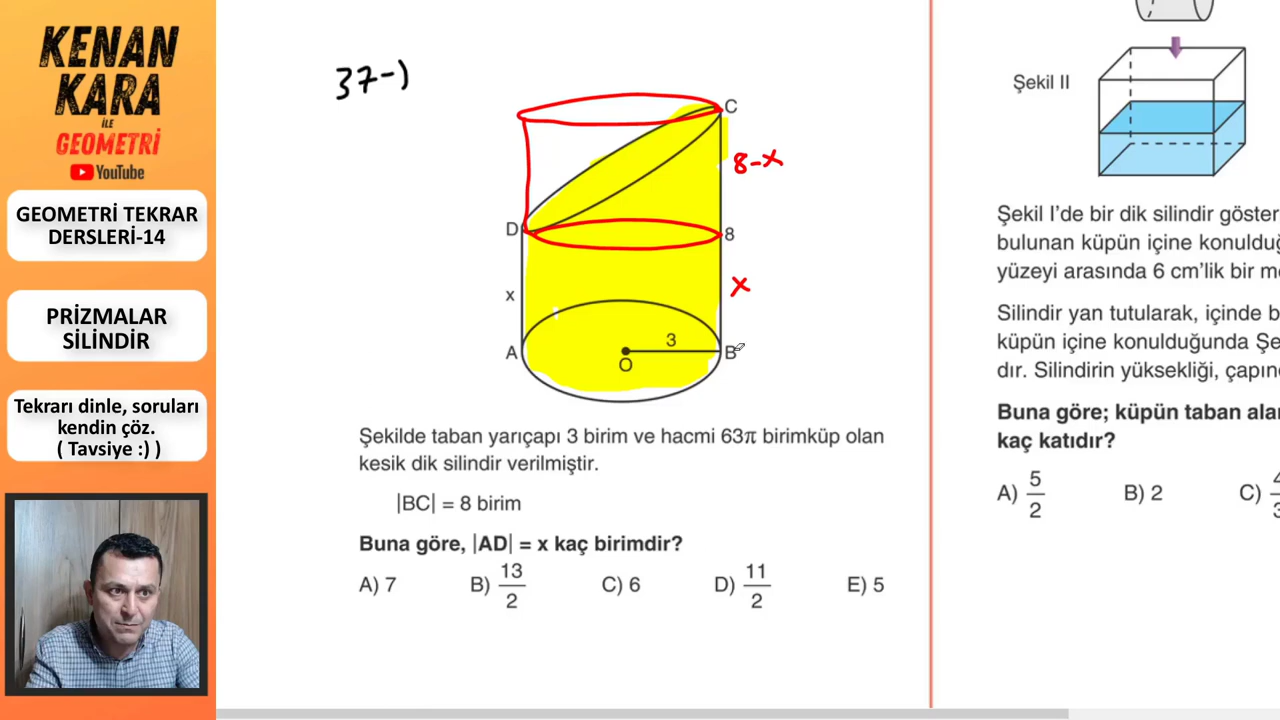 KENAN
KARA
İLE
GEOMETRİ
YouTube
GEOMETRİ TEKRAR
DERSLERİ-14
PRİZMALAR
SİLİNDİR
Tekrarı dinle, soruları
kendin çöz.
( Tavsiye :) )
37-)
C
8-x
D
8
x
x
3
A
B
O
Şekilde taban yarıçapı 3 birim ve hacmi 63π birimküp olan
kesik dik silindir verilmiştir.
|BC| = 8 birim
Buna göre, |AD| = x kaç birimdir?
A) 7 B) 13/2 C) 6 D) 11/2 E) 5
Şekil II
Şekil I'de bir dik silindir göster
bulunan küpün içine konulduğu
yüzeyi arasında 6 cm'lik bir me
Silindir yan tutularak, içinde b
küpün içine konulduğunda Şe
dır. Silindirin yüksekliği, çapın
Buna göre; küpün taban alan
kaç katıdır?
A) 5/2 B) 2 C) 4/3